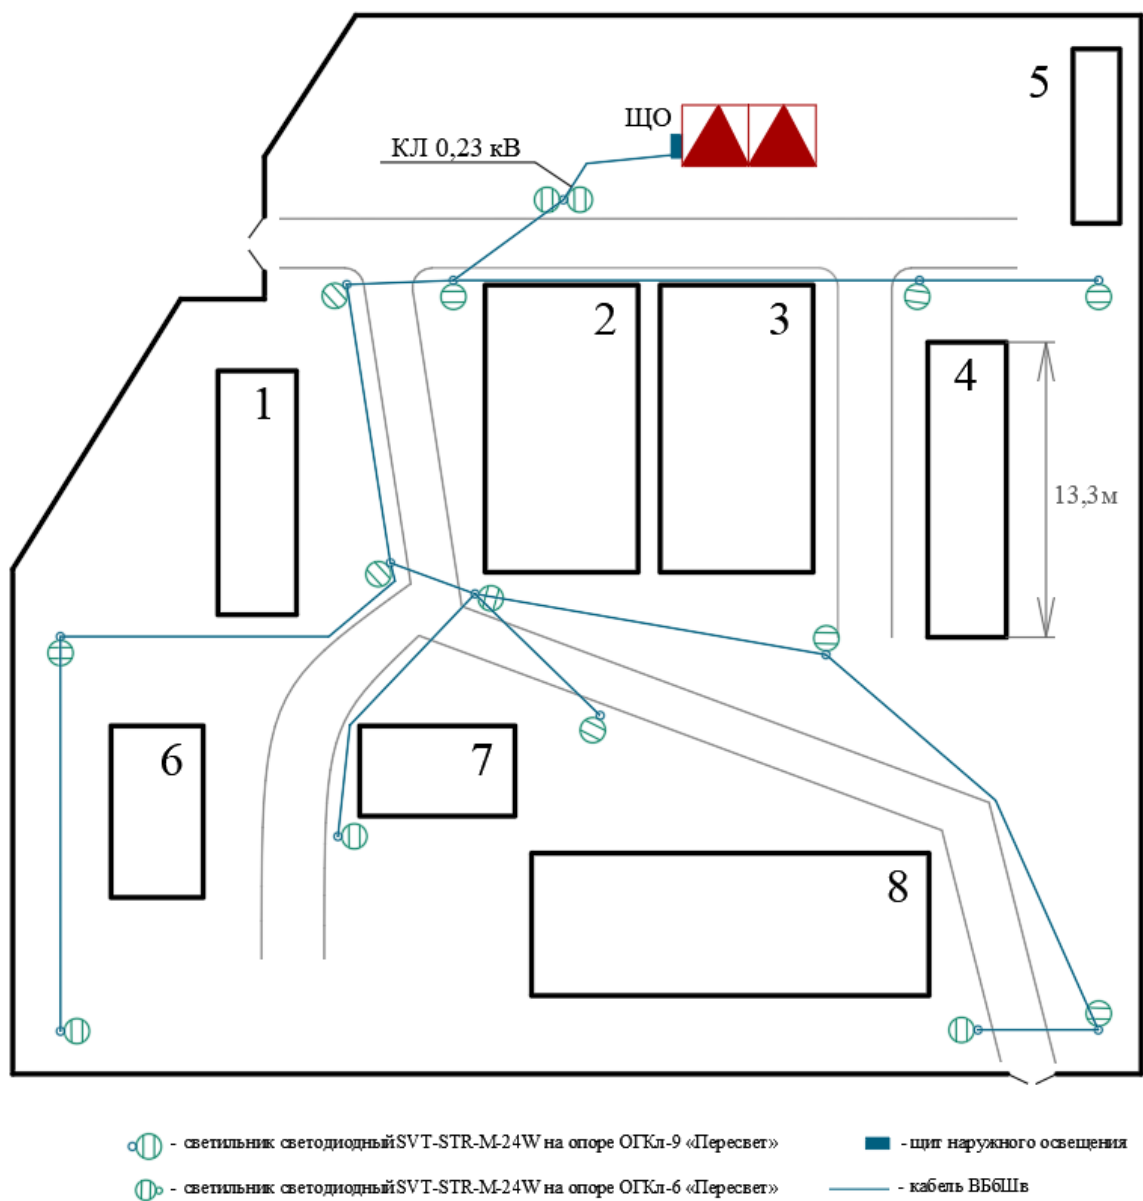 5
ЩО
КЛ 0,23 кВ
2
3
4
1
13,3м
6
7
8
- светильник светодиодный SVT-STR-M-24W на опоре ОГКл-9 «Пересвет»
- щит наружного освещения
- светильник светодиодный SVT-STR-M-24W на опоре ОГКл-6 «Пересвет»
- кабель ВБбШв